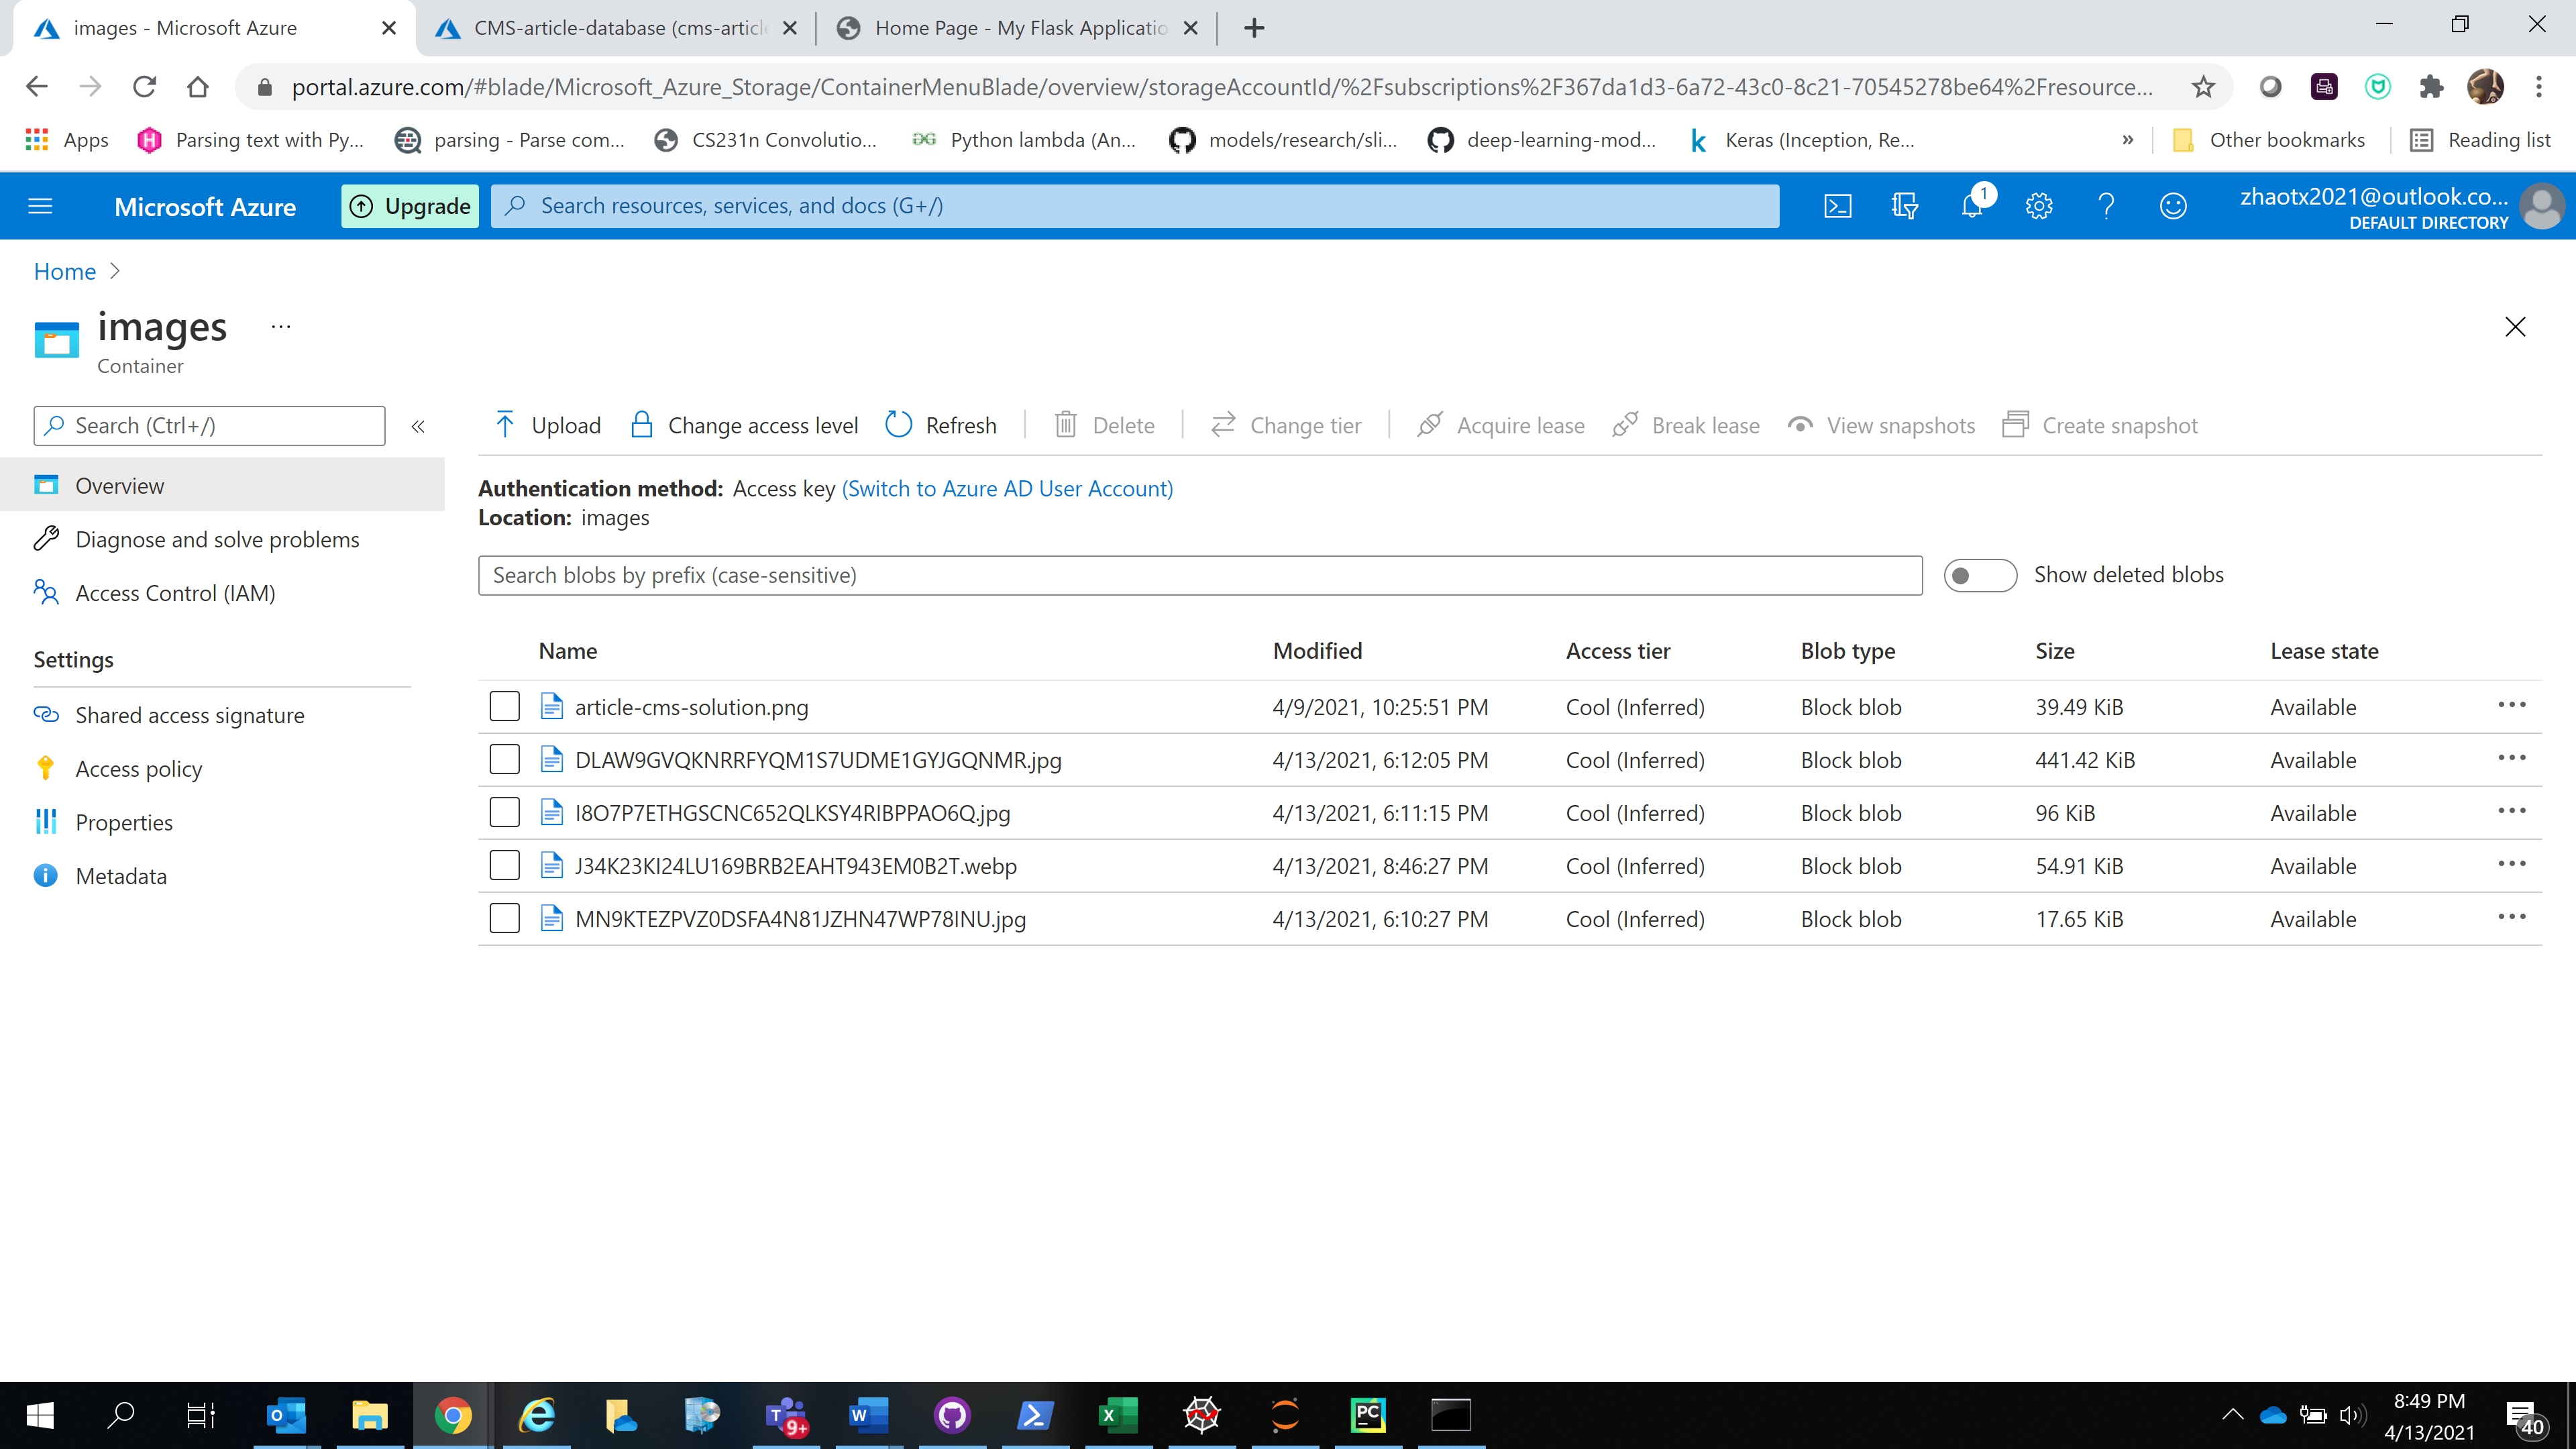 images - Microsoft Azure
CMS-article-database (cms-articl
Home Page - My Flask Applicatio
portal.azure.com/#blade/Microsoft_Azure_Storage/ContainerMenuBlade/overview/storageAccountId/%2Fsubscriptions%2F367da1d3-6a72-43c0-8c21-70545278be64%2Fresource...
Apps
Parsing text with Py...
parsing - Parse com...
CS231n Convolutio...
Python lambda (An...
models/research/sli...
deep-learning-mod...
Keras (Inception, Re...
»
Other bookmarks
Reading list
Microsoft Azure
Upgrade
Search resources, services, and docs (G+/)
1
zhaotx2021@outlook.co...
DEFAULT DIRECTORY
Home
images
...
Container
Search (Ctrl+/)
«
Overview
Diagnose and solve problems
Access Control (IAM)
Settings
Shared access signature
Access policy
Properties
Metadata
Upload
Change access level
Refresh
Delete
Change tier
Acquire lease
Break lease
View snapshots
Create snapshot
Authentication method: Access key (Switch to Azure AD User Account)
Location: images
Search blobs by prefix (case-sensitive)
Show deleted blobs
Name Modified Access tier Blob type Size Lease state
article-cms-solution.png 4/9/2021, 10:25:51 PM Cool (Inferred) Block blob 39.49 KiB Available
DLAW9GVQKNRRFYQM1S7UDME1GYJGQNMR.jpg 4/13/2021, 6:12:05 PM Cool (Inferred) Block blob 441.42 KiB Available
I8O7P7ETHGSCNC652QLKSY4RIBPPAO6Q.jpg 4/13/2021, 6:11:15 PM Cool (Inferred) Block blob 96 KiB Available
J34K23KI24LU169BRB2EAHT943EM0B2T.webp 4/13/2021, 8:46:27 PM Cool (Inferred) Block blob 54.91 KiB Available
MN9KTEZPVZ0DSFA4N81JZHN47WP78INU.jpg 4/13/2021, 6:10:27 PM Cool (Inferred) Block blob 17.65 KiB Available
9+
8:49 PM
4/13/2021
40